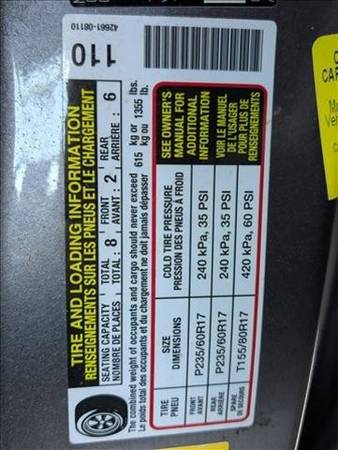 42661-08110
110
TIRE AND LOADING INFORMATION
RENSEIGNEMENTS SUR LES PNEUS ET LE CHARGEMENT
SEATING CAPACITY TOTAL : 8 FRONT : 2 REAR : 6
NOMBRE DE PLACES TOTAL : 8 AVANT : 2 ARRIÈRE : 6
The combined weight of occupants and cargo should never exceed 615 kg or 1355 lbs.
Le poids total des occupants et du chargement ne doit jamais dépasser 615 kg ou 1355 lbs.
TIRE SIZE COLD TIRE PRESSURE
PNEU DIMENSIONS PRESSION DES PNEUS À FROID
FRONT
AVANT
P235/60R17 240 kPa, 35 PSI
REAR
ARRIÈRE
P235/60R17 240 kPa, 35 PSI
SPARE
DE SECOURS
T155/80R17 420 kPa, 60 PSI
SEE OWNER'S
MANUAL FOR
ADDITIONAL
INFORMATION
VOIR LE MANUEL
DE L'USAGER
POUR PLUS DE
RENSEIGNEMENTS